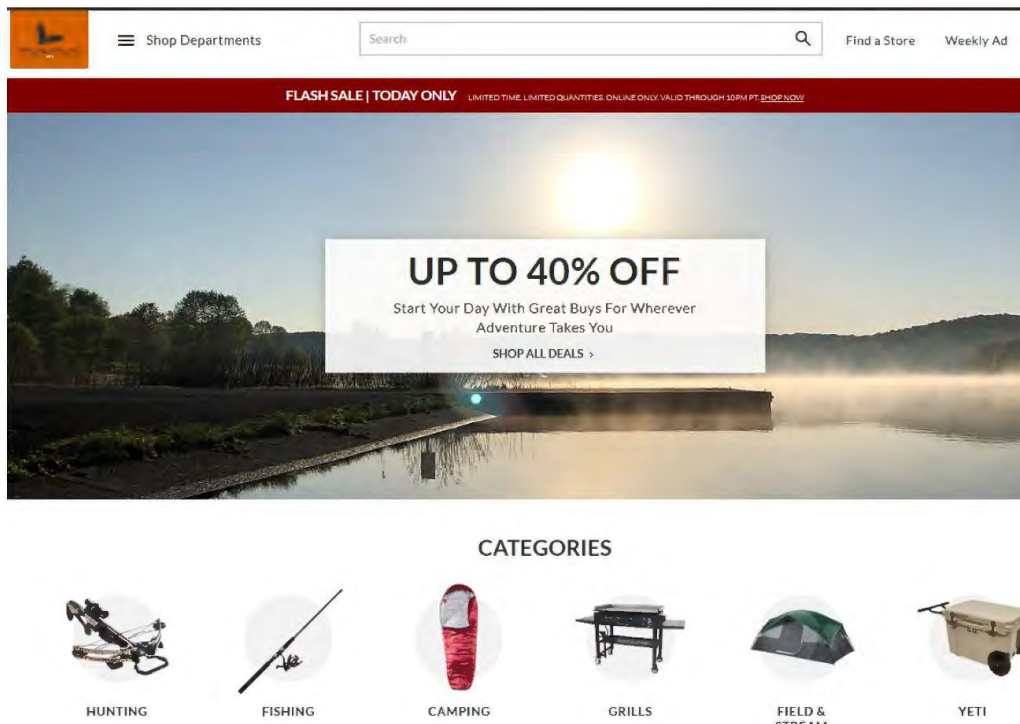 Shop Departments
Search
Find a Store
Weekly Ad
FLASH SALE | TODAY ONLY LIMITED TIME. LIMITED QUANTITIES. ONLINE ONLY. VALID THROUGH 10PM PT. SHOP NOW
UP TO 40% OFF
Start Your Day With Great Buys For Wherever
Adventure Takes You
SHOP ALL DEALS ›
CATEGORIES
HUNTING
FISHING
CAMPING
GRILLS
FIELD &
STREAM
YETI